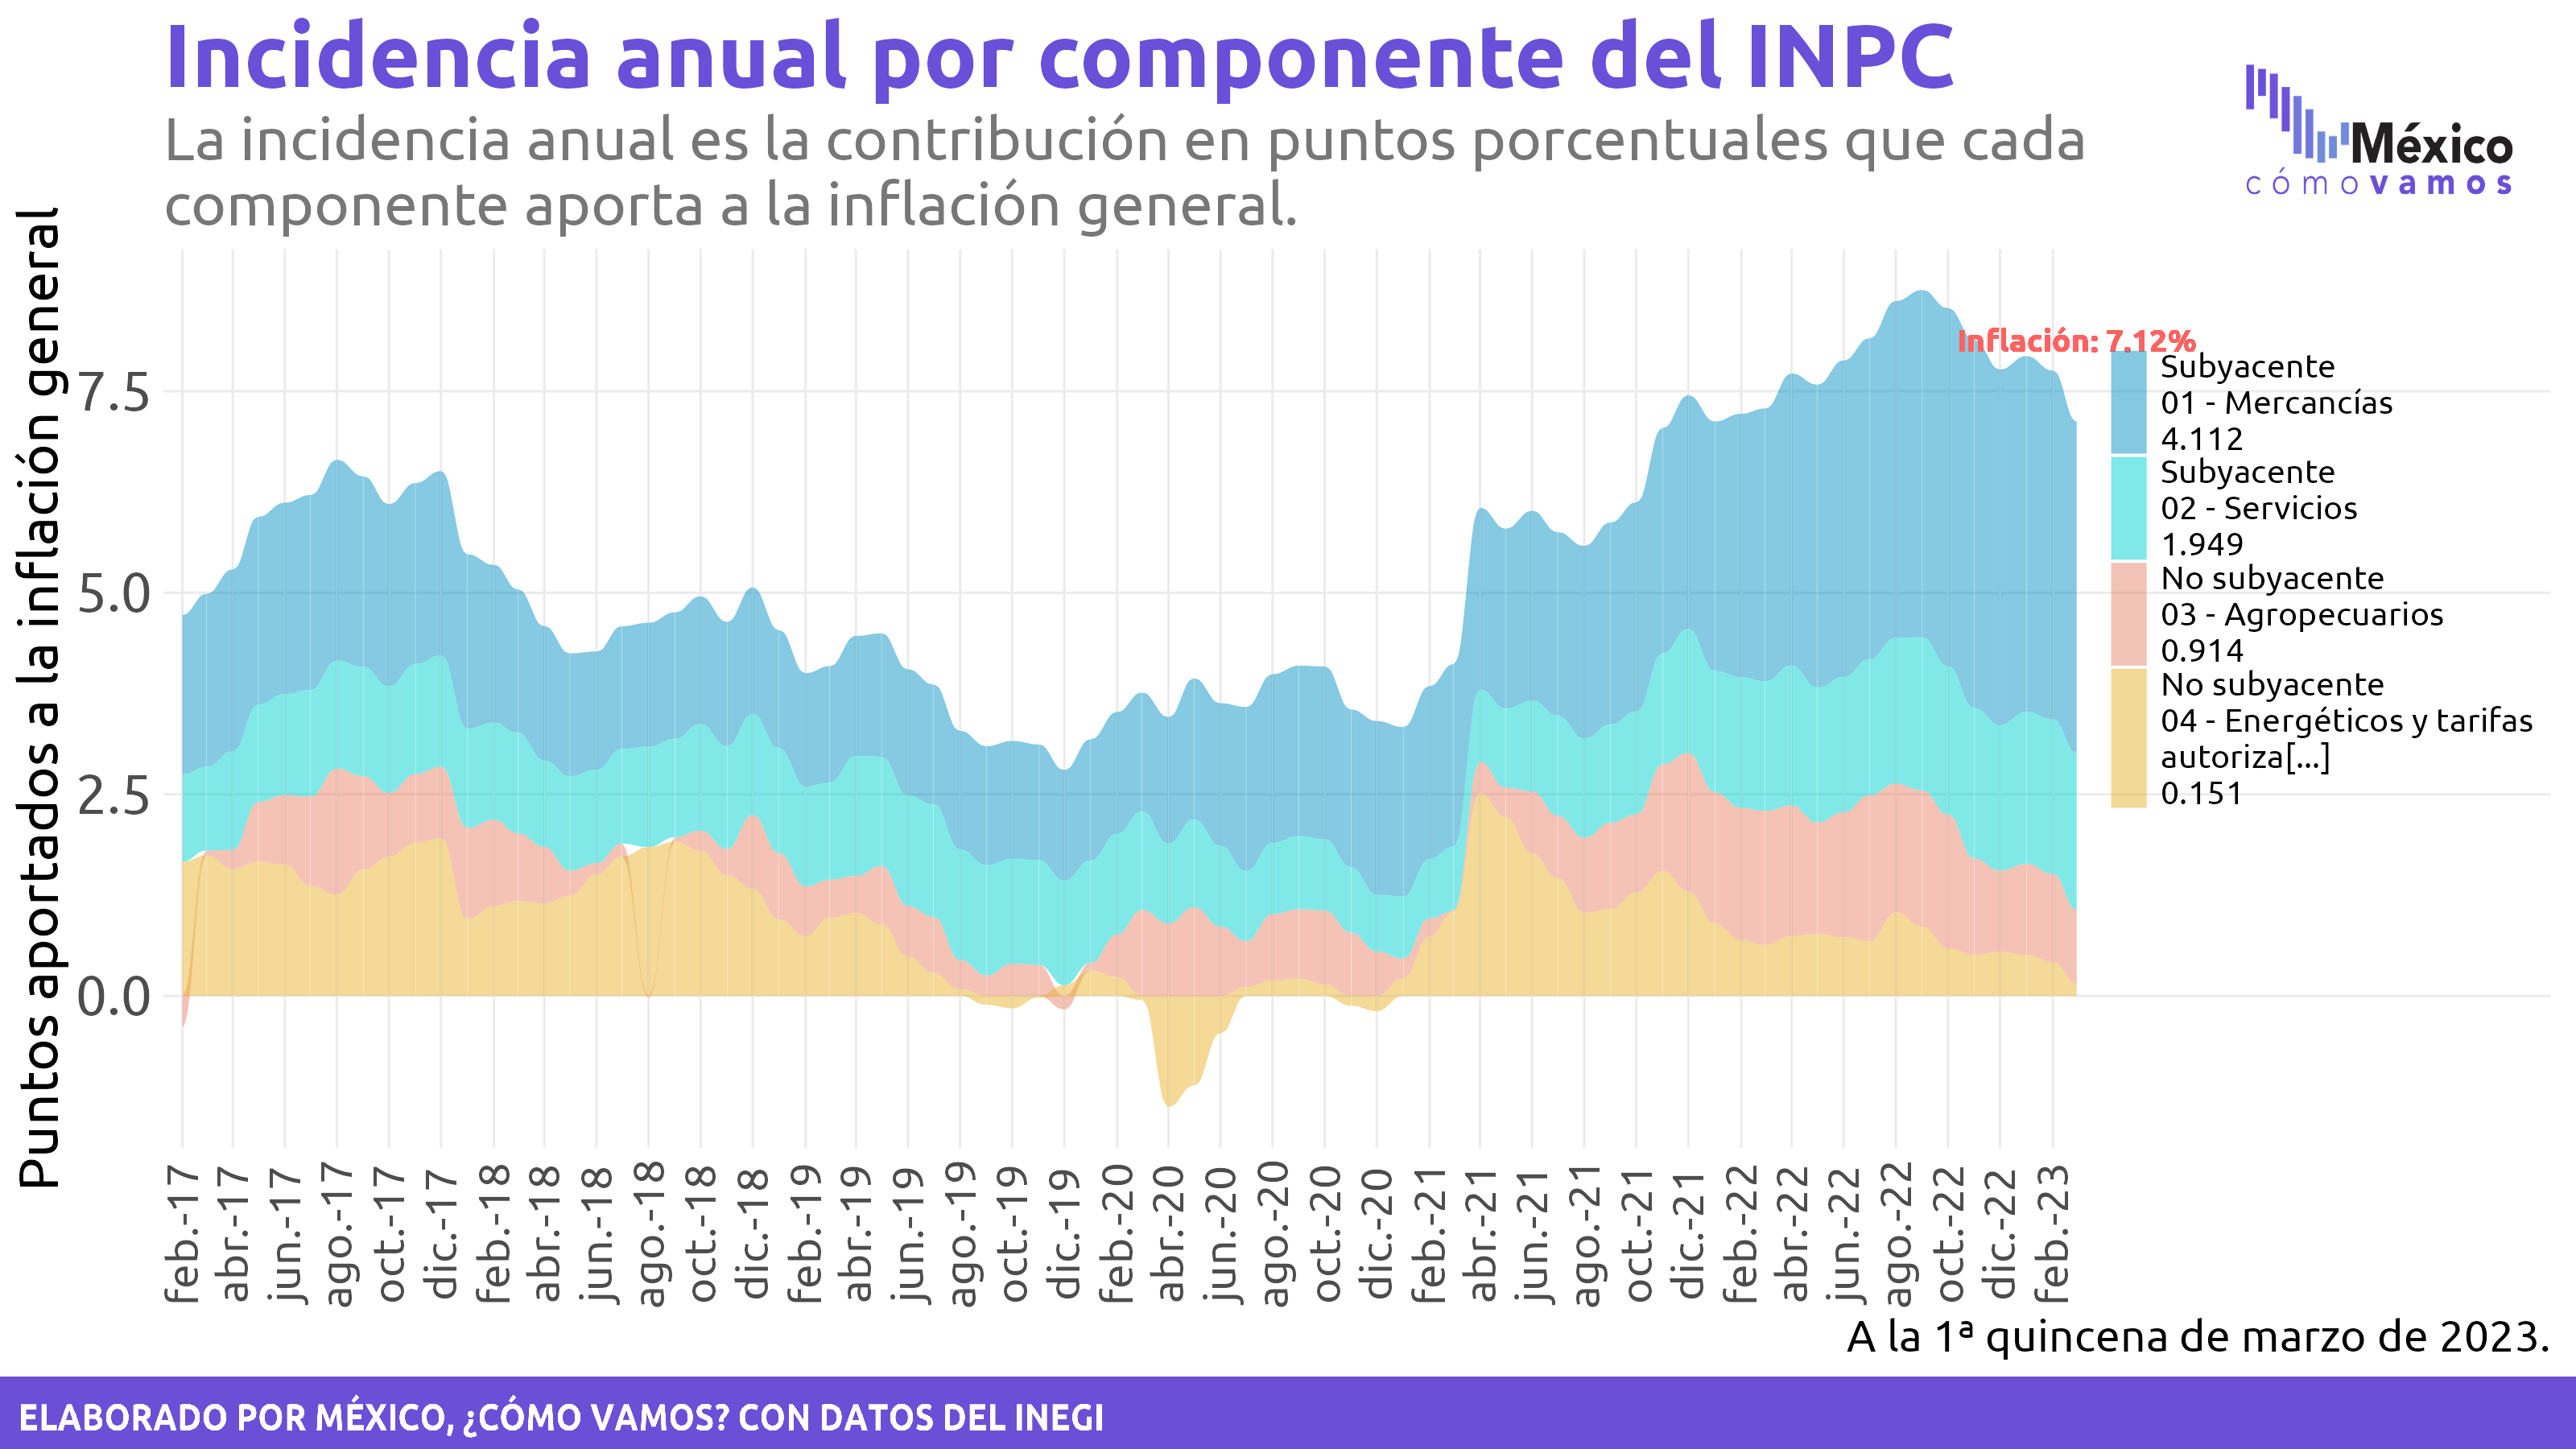 Incidencia anual por componente del INPC
La incidencia anual es la contribución en puntos porcentuales que cada
componente aporta a la inflación general.
México
cómovamos
Puntos aportados a la inflación general
7.5
5.0
2.5
0.0
Inflación: 7.12%
Subyacente
01 - Mercancías
4.112
Subyacente
02 - Servicios
1.949
No subyacente
03 - Agropecuarios
0.914
No subyacente
04 - Energéticos y tarifas
autoriza[...]
0.151
feb.-17
abr.-17
jun.-17
ago.-17
oct.-17
dic.-17
feb.-18
abr.-18
jun.-18
ago.-18
oct.-18
dic.-18
feb.-19
abr.-19
jun.-19
ago.-19
oct.-19
dic.-19
feb.-20
abr.-20
jun.-20
ago.-20
oct.-20
dic.-20
feb.-21
abr.-21
jun.-21
ago.-21
oct.-21
dic.-21
feb.-22
abr.-22
jun.-22
ago.-22
oct.-22
dic.-22
feb.-23
A la 1ª quincena de marzo de 2023.
ELABORADO POR MÉXICO, ¿CÓMO VAMOS? CON DATOS DEL INEGI